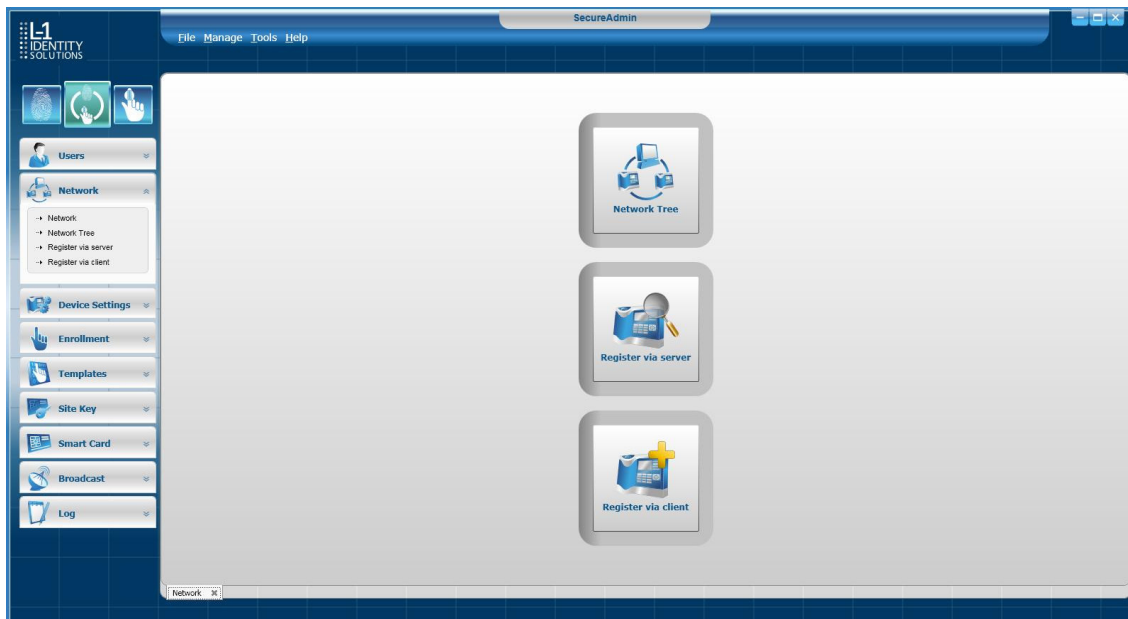 SecureAdmin
L-1
IDENTITY
SOLUTIONS
File Manage Tools Help
Users
Network
Network
Network Tree
Register via server
Register via client
Device Settings
Enrollment
Templates
Site Key
Smart Card
Broadcast
Log
Network Tree
Register via server
Register via client
Network